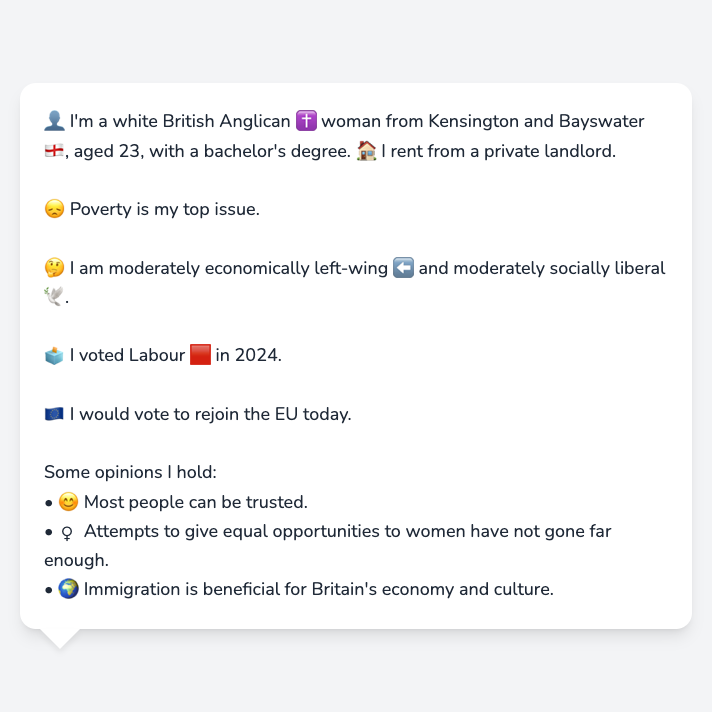 👤 I'm a white British Anglican ✝️ woman from Kensington and Bayswater
🏴󠁧󠁢󠁥󠁮󠁧󠁿, aged 23, with a bachelor's degree. 🏠 I rent from a private landlord.
😞 Poverty is my top issue.
🤔 I am moderately economically left-wing ⬅️ and moderately socially liberal
🕊️.
🗳️ I voted Labour 🟥 in 2024.
🇪🇺 I would vote to rejoin the EU today.
Some opinions I hold:
• 😊 Most people can be trusted.
• ♀ Attempts to give equal opportunities to women have not gone far
enough.
• 🌍 Immigration is beneficial for Britain's economy and culture.